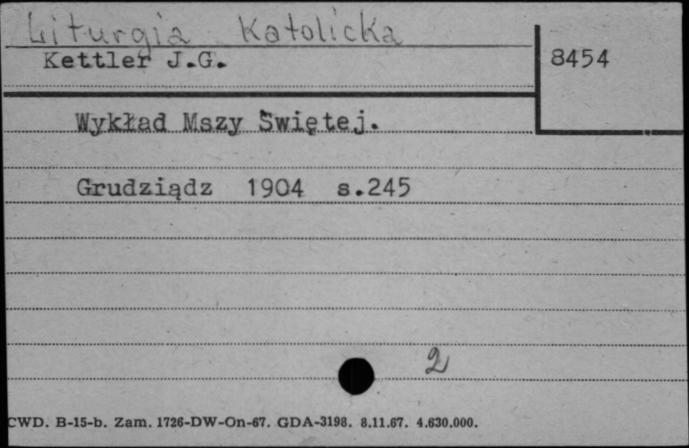 Liturgia Katolicka
Kettler J.G.
8454
Wykład Mszy Świętej.
Grudziądz 1904 s.245
2
CWD. B-15-b. Zam. 1726-DW-On-67. GDA-3198. 8.11.67. 4.630.000.